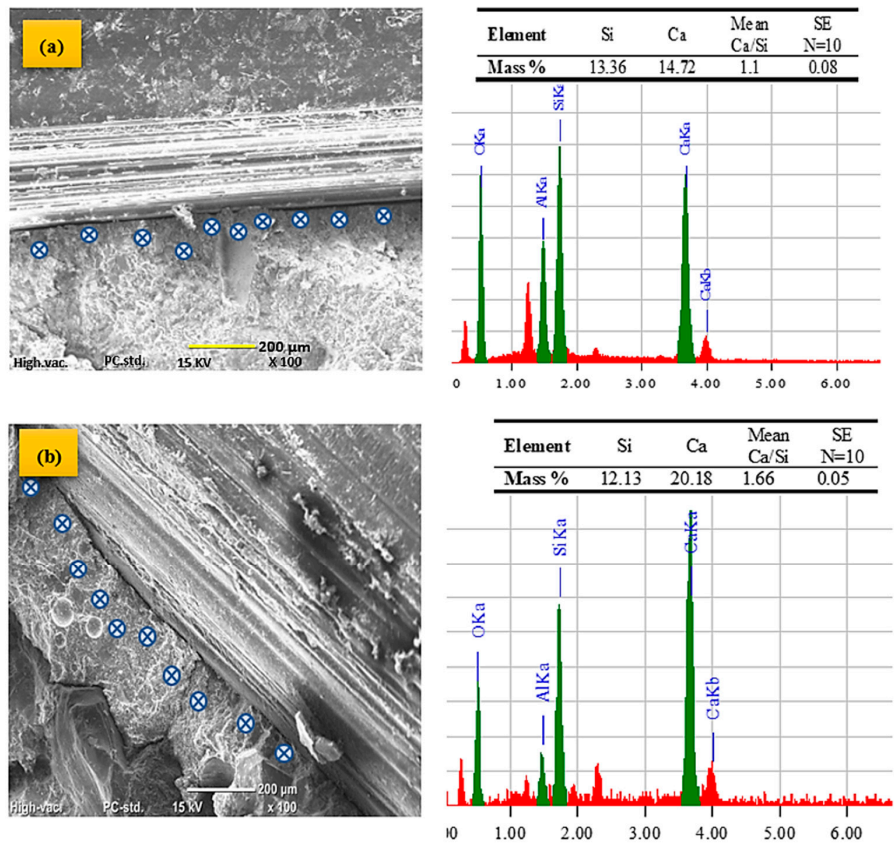 (a)
High.vac. PC.std. 15 KV 200 µm X 100
Element Si Ca Mean Ca/Si SE N=10
Mass % 13.36 14.72 1.1 0.08
OKa AlKa SiKa CaKa CaKb
0 1.00 2.00 3.00 4.00 5.00 6.00
(b)
High-vac. PC-std. 15 kV 200 µm x 100
Element Si Ca Mean Ca/Si SE N=10
Mass % 12.13 20.18 1.66 0.05
OKa AlKa SiKa CaKa CaKb
00 1.00 2.00 3.00 4.00 5.00 6.00